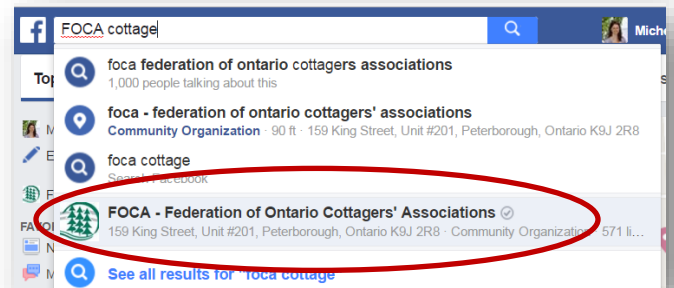 FOCA cottage
Miche
foca federation of ontario cottagers associations
1,000 people talking about this
foca - federation of ontario cottagers' associations
Community Organization · 90 ft · 159 King Street, Unit #201, Peterborough, Ontario K9J 2R8
foca cottage
Search Facebook
FOCA - Federation of Ontario Cottagers' Associations
159 King Street, Unit #201, Peterborough, Ontario K9J 2R8 · Community Organization · 571 li...
See all results for "foca cottage"